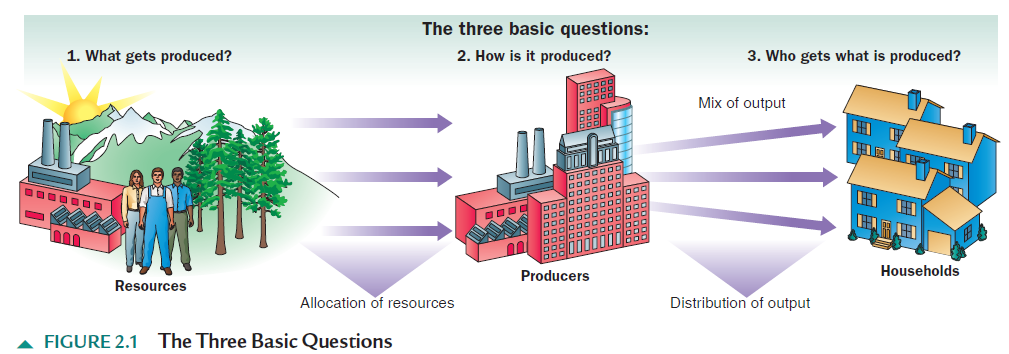 The three basic questions:
1. What gets produced?
2. How is it produced?
3. Who gets what is produced?
Mix of output
Resources
Producers
Households
Allocation of resources
Distribution of output
FIGURE 2.1 The Three Basic Questions